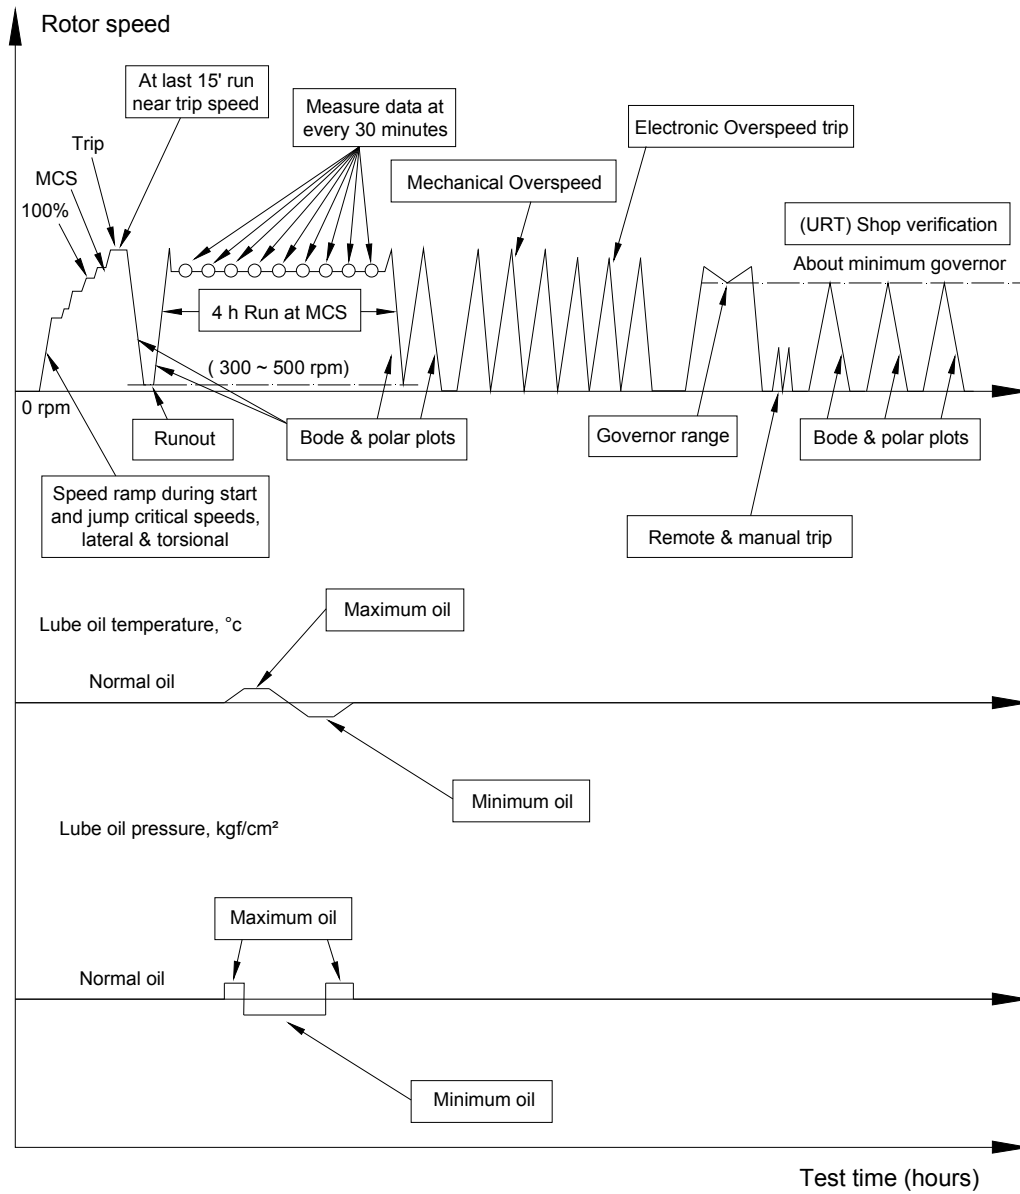 Rotor speed
At last 15' run
near trip speed
Measure data at
every 30 minutes
Electronic Overspeed trip
Trip
MCS
100%
Mechanical Overspeed
(URT) Shop verification
About minimum governor
4 h Run at MCS
( 300 ~ 500 rpm)
0 rpm
Runout
Bode & polar plots
Governor range
Bode & polar plots
Speed ramp during start
and jump critical speeds,
lateral & torsional
Remote & manual trip
Maximum oil
Lube oil temperature, °c
Normal oil
Minimum oil
Lube oil pressure, kgf/cm²
Maximum oil
Normal oil
Minimum oil
Test time (hours)